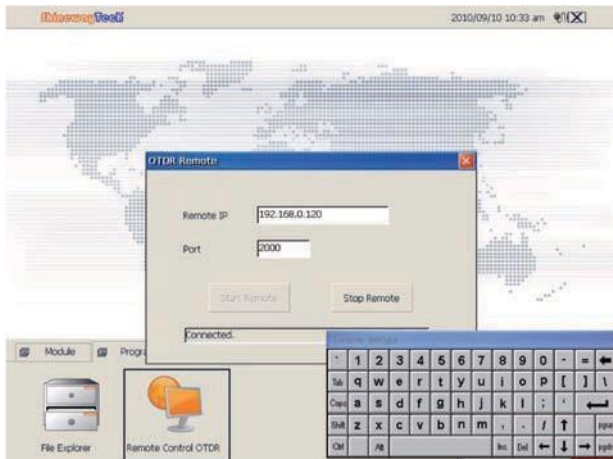 ShinewayTech
2010/09/10 10:33 am
OTDR Remote
Remote IP
192.168.0.120
Port
2000
Start Remote
Stop Remote
Connected.
Module
File Explorer
Remote Control OTDR
` 1 2 3 4 5 6 7 8 9 0 - =
Tab q w e r t y u i o p [ ] \
Caps a s d f g h j k l ; '
Shift z x c v b n m , . /
Ctrl Alt Ins Del